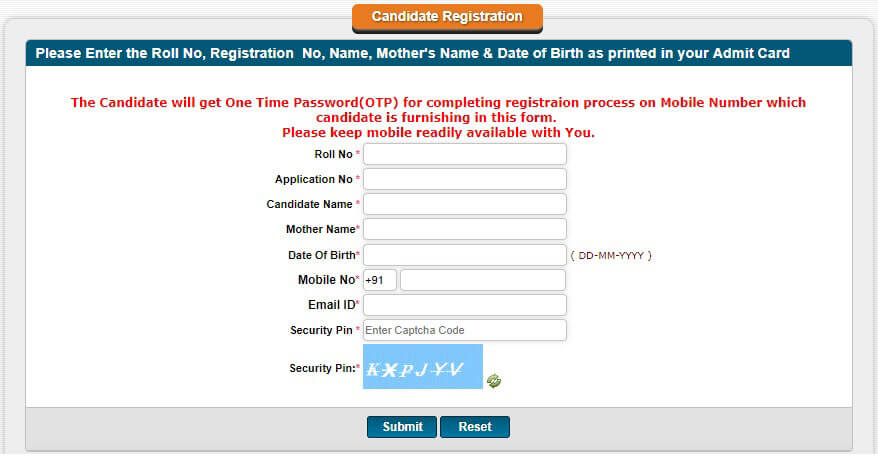 Candidate Registration
Please Enter the Roll No, Registration No, Name, Mother's Name & Date of Birth as printed in your Admit Card
The Candidate will get One Time Password(OTP) for completing registraion process on Mobile Number which
candidate is furnishing in this form.
Please keep mobile readily available with You.
Roll No *
Application No *
Candidate Name *
Mother Name*
Date Of Birth* ( DD-MM-YYYY )
Mobile No* +91
Email ID*
Security Pin * Enter Captcha Code
Security Pin:* KXPJYV
Submit Reset